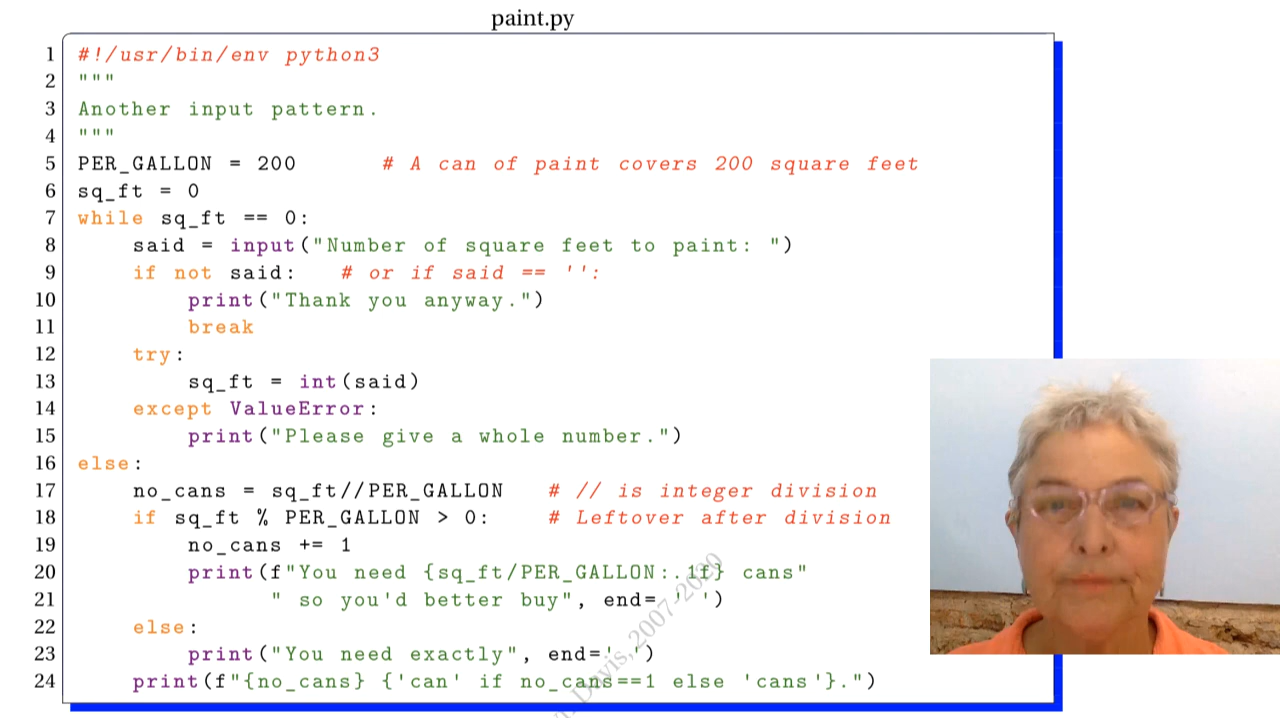 paint.py
1 #!/usr/bin/env python3
2 """
3 Another input pattern.
4 """
5 PER_GALLON = 200 # A can of paint covers 200 square feet
6 sq_ft = 0
7 while sq_ft == 0:
8 said = input("Number of square feet to paint: ")
9 if not said: # or if said == '':
10 print("Thank you anyway.")
11 break
12 try:
13 sq_ft = int(said)
14 except ValueError:
15 print("Please give a whole number.")
16 else:
17 no_cans = sq_ft//PER_GALLON # // is integer division
18 if sq_ft % PER_GALLON > 0: # Leftover after division
19 no_cans += 1
20 print(f"You need {sq_ft/PER_GALLON:.1f} cans"
21 " so you'd better buy", end=' ')
22 else:
23 print("You need exactly", end=' ')
24 print(f"{no_cans} {'can' if no_cans==1 else 'cans'}.")
Davis, 2007-2020